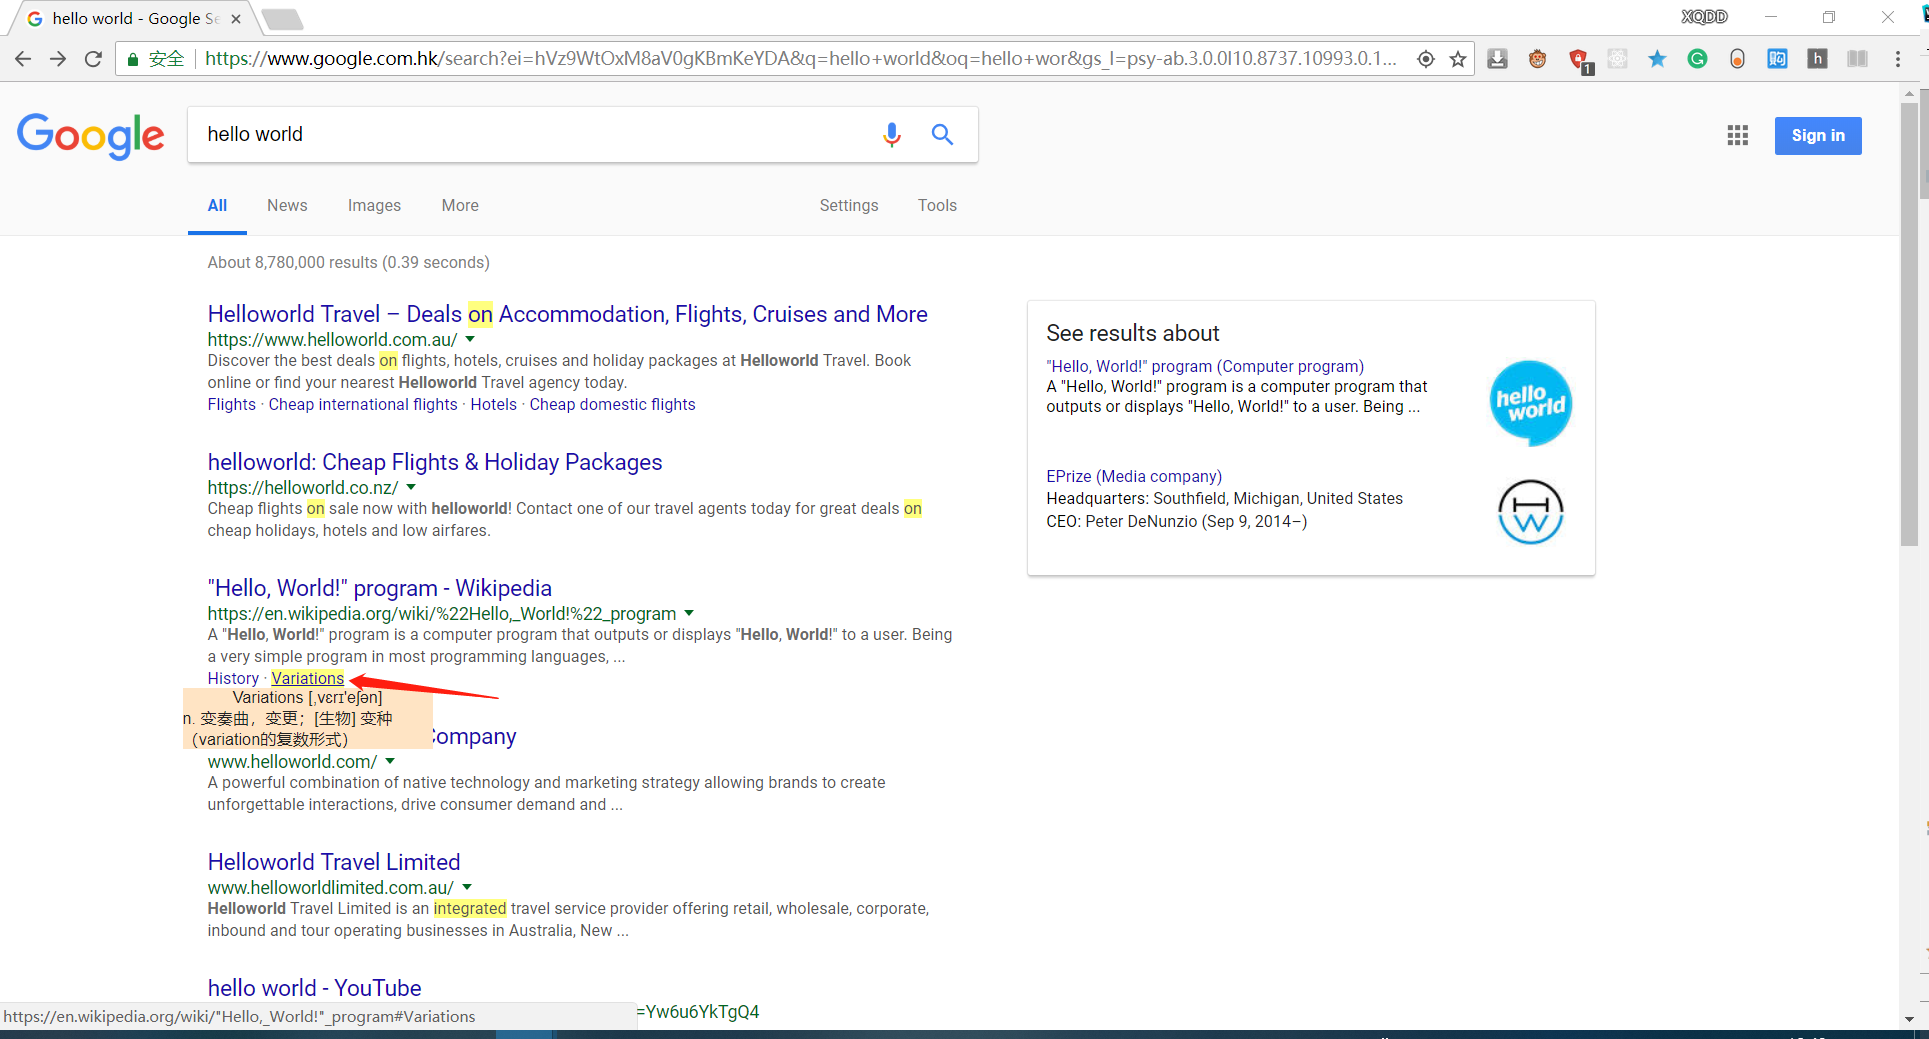 hello world - Google Se
XQDD
安全
https://www.google.com.hk/search?ei=hVz9WtOxM8aV0gKBmKeYDA&q=hello+world&oq=hello+wor&gs_l=psy-ab.3.0.0l10.8737.10993.0.1...
1
购
h
Google
hello world
Sign in
All
News
Images
More
Settings
Tools
About 8,780,000 results (0.39 seconds)
Helloworld Travel – Deals on Accommodation, Flights, Cruises and More
https://www.helloworld.com.au/
Discover the best deals on flights, hotels, cruises and holiday packages at Helloworld Travel. Book
online or find your nearest Helloworld Travel agency today.
Flights · Cheap international flights · Hotels · Cheap domestic flights
helloworld: Cheap Flights & Holiday Packages
https://helloworld.co.nz/
Cheap flights on sale now with helloworld! Contact one of our travel agents today for great deals on
cheap holidays, hotels and low airfares.
"Hello, World!" program - Wikipedia
https://en.wikipedia.org/wiki/%22Hello,_World!%22_program
A "Hello, World!" program is a computer program that outputs or displays "Hello, World!" to a user. Being
a very simple program in most programming languages, ...
History · Variations
Variations [ˌvɛrɪ'eʃən]
n. 变奏曲，变更；[生物] 变种
（variation的复数形式）
Company
www.helloworld.com/
A powerful combination of native technology and marketing strategy allowing brands to create
unforgettable interactions, drive consumer demand and ...
Helloworld Travel Limited
www.helloworldlimited.com.au/
Helloworld Travel Limited is an integrated travel service provider offering retail, wholesale, corporate,
inbound and tour operating businesses in Australia, New ...
hello world - YouTube
=Yw6u6YkTgQ4
https://en.wikipedia.org/wiki/"Hello,_World!"_program#Variations
See results about
"Hello, World!" program (Computer program)
A "Hello, World!" program is a computer program that
outputs or displays "Hello, World!" to a user. Being ...
hello
world
EPrize (Media company)
Headquarters: Southfield, Michigan, United States
CEO: Peter DeNunzio (Sep 9, 2014–)
HW